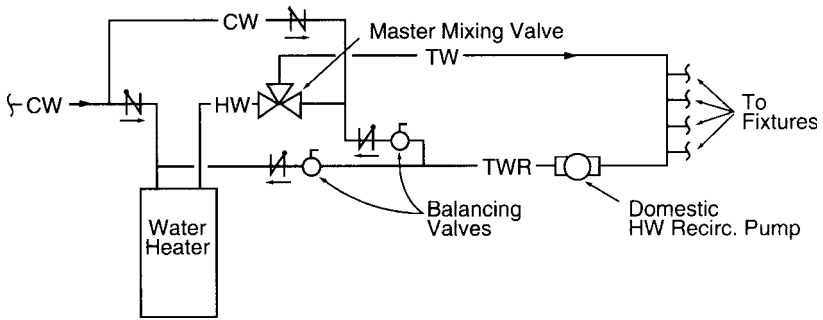 CW
Master Mixing Valve
TW
CW
HW
To
Fixtures
TWR
Water
Heater
Balancing
Valves
Domestic
HW Recirc. Pump